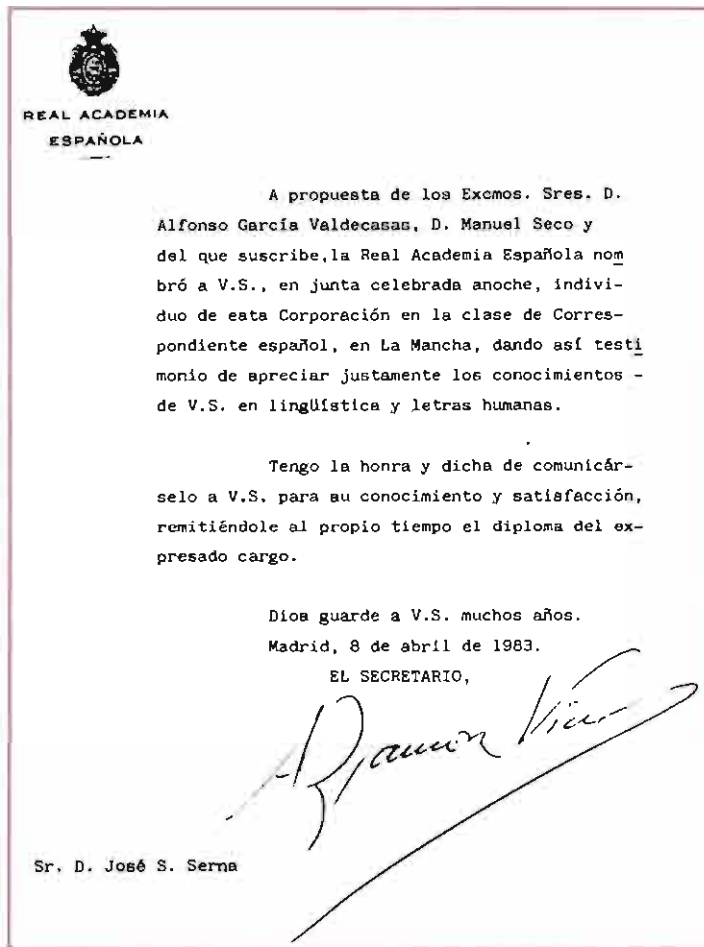 REAL ACADEMIA
ESPAÑOLA
A propuesta de los Excmos. Sres. D.
Alfonso García Valdecasas, D. Manuel Seco y
del que suscribe, la Real Academia Española nom
bró a V.S., en junta celebrada anoche, indivi-
duo de esta Corporación en la clase de Corres-
pondiente español, en La Mancha, dando así testi
monio de apreciar justamente los conocimientos -
de V.S. en lingüística y letras humanas.
Tengo la honra y dicha de comunicár-
selo a V.S. para su conocimiento y satisfacción,
remitiéndole al propio tiempo el diploma del ex-
presado cargo.
Dios guarde a V.S. muchos años.
Madrid, 8 de abril de 1983.
EL SECRETARIO,
Sr. D. José S. Serna